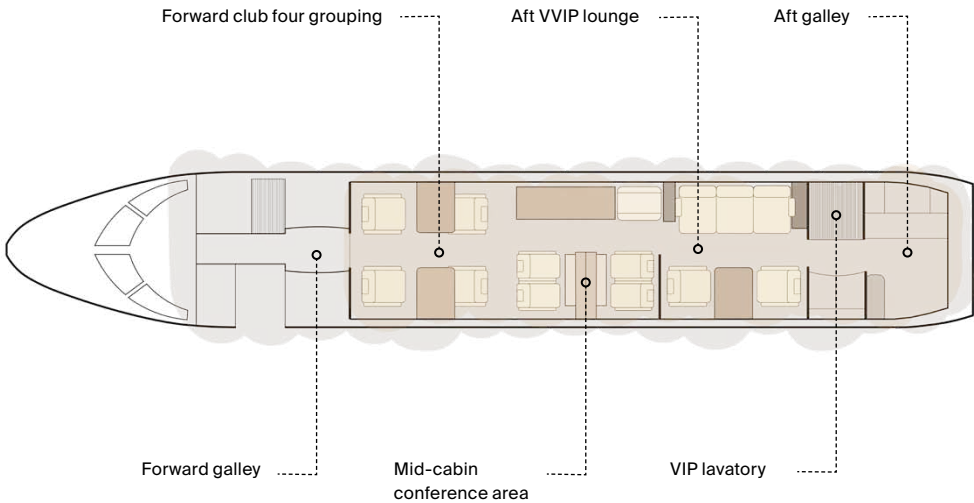 Forward club four grouping
Aft VVIP lounge
Aft galley
Forward galley
Mid-cabin
conference area
VIP lavatory